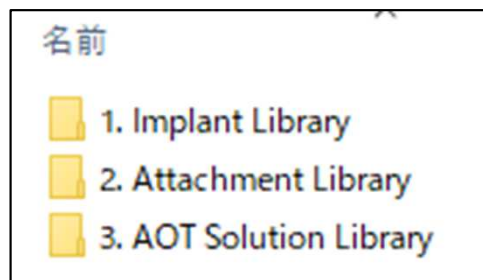 名前
1. Implant Library
2. Attachment Library
3. AOT Solution Library